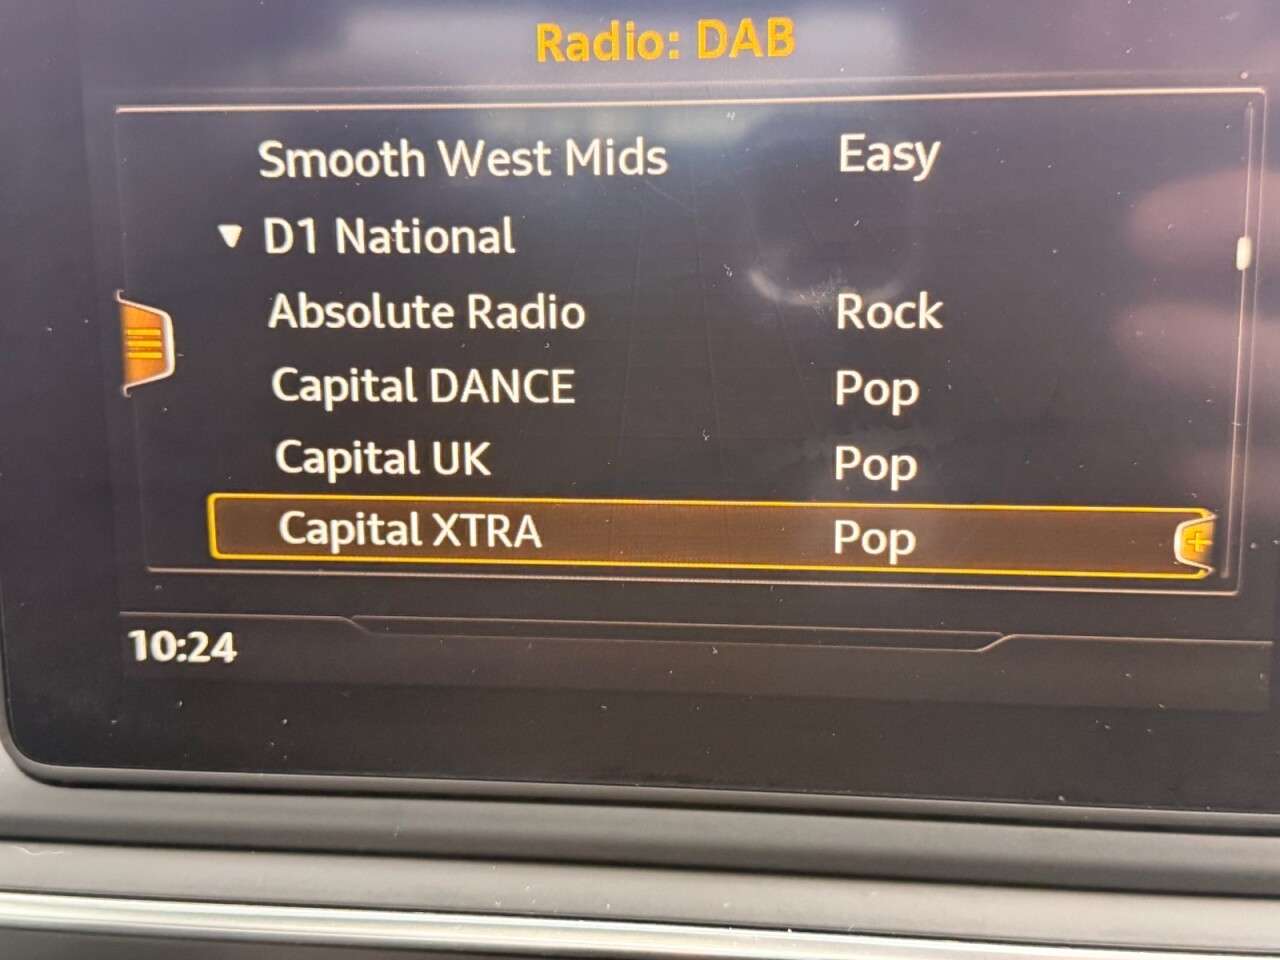 Radio: DAB
Smooth West Mids Easy
D1 National
Absolute Radio Rock
Capital DANCE Pop
Capital UK Pop
Capital XTRA Pop
10:24